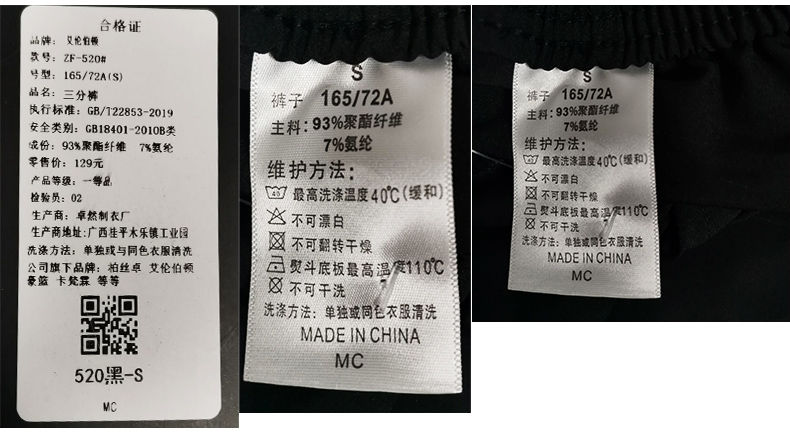 合格证
品牌：艾伦伯顿
款号：ZF-520#
号型：165/72A(S)
品名：三分裤
执行标准：GB/T22853-2019
安全类别：GB18401-2010B类
成份：93%聚酯纤维 7%氨纶
零售价：129元
产品等级：一等品
检验员：02
生产商：卓然制衣厂
生产商地址:广西桂平木乐镇工业园
洗涤方法：单独或与同色衣服清洗
公司旗下品牌：柏丝卓 艾伦伯顿
豪篮 卡梵霖 等等
520黑-S
MC
S
裤子 165/72A
主料：93%聚酯纤维
7%氨纶
维护方法：
40 最高洗涤温度40℃(缓和)
不可漂白
不可翻转干燥
熨斗底板最高温度110℃
不可干洗
洗涤方法：单独或同色衣服清洗
MADE IN CHINA
MC
S
裤子 165/72A
主料：93%聚酯纤维
7%氨纶
维护方法：
40 最高洗涤温度40℃(缓和)
不可漂白
不可翻转干燥
熨斗底板最高温度110℃
不可干洗
洗涤方法：单独或同色衣服清洗
MADE IN CHINA
MC